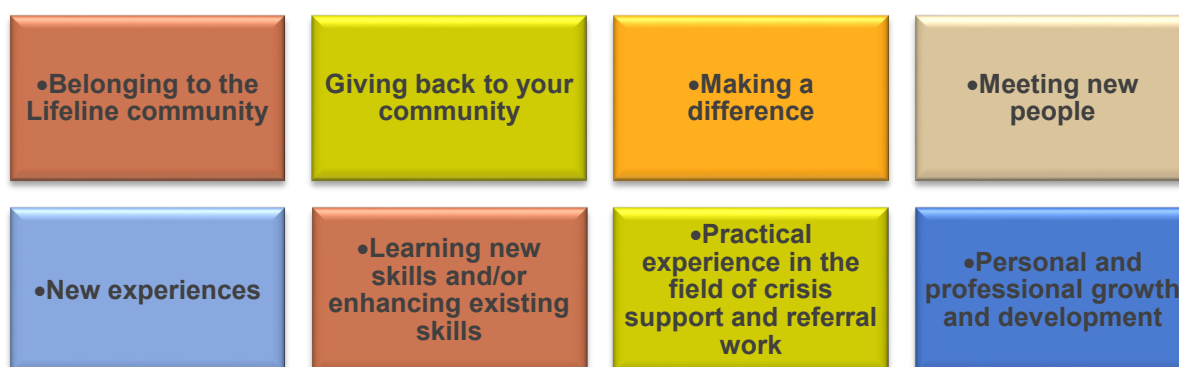 •Belonging to the
Lifeline community
Giving back to your
community
•Making a
difference
•Meeting new
people
•New experiences
•Learning new
skills and/or
enhancing existing
skills
•Practical
experience in the
field of crisis
support and referral
work
•Personal and
professional growth
and development